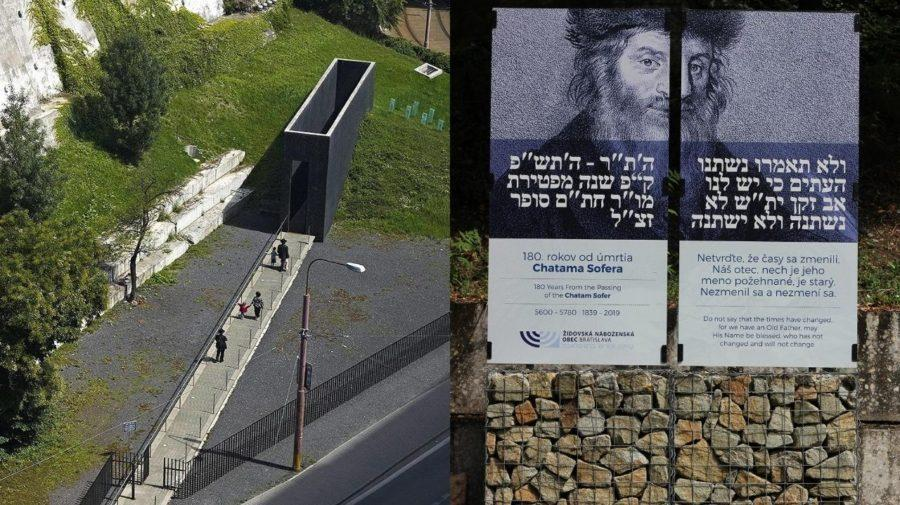 ה'ת"ר - ה'תש"פ
ק"פ שנה מפטירת
מו"ר חת"ם סופר
זצ"ל
180. rokov od úmrtia
Chatama Sofera
180 Years From the Passing
of the Chatam Sofer
5600 - 5780 | 1839 - 2019
ŽIDOVSKÁ NÁBOŽENSKÁ
OBEC BRATISLAVA
ולא תאמרו נשתנו
העתים כי יש לנו
אב זקן ית"ש לא
נשתנה ולא ישתנה
Netvrďte, že časy sa zmenili.
Náš otec, nech je jeho
meno požehnané, je starý.
Nezmenil sa a nezmení sa.
Do not say that the times have changed,
for we have an Old Father, may
His Name be blessed, who has not
changed and will not change